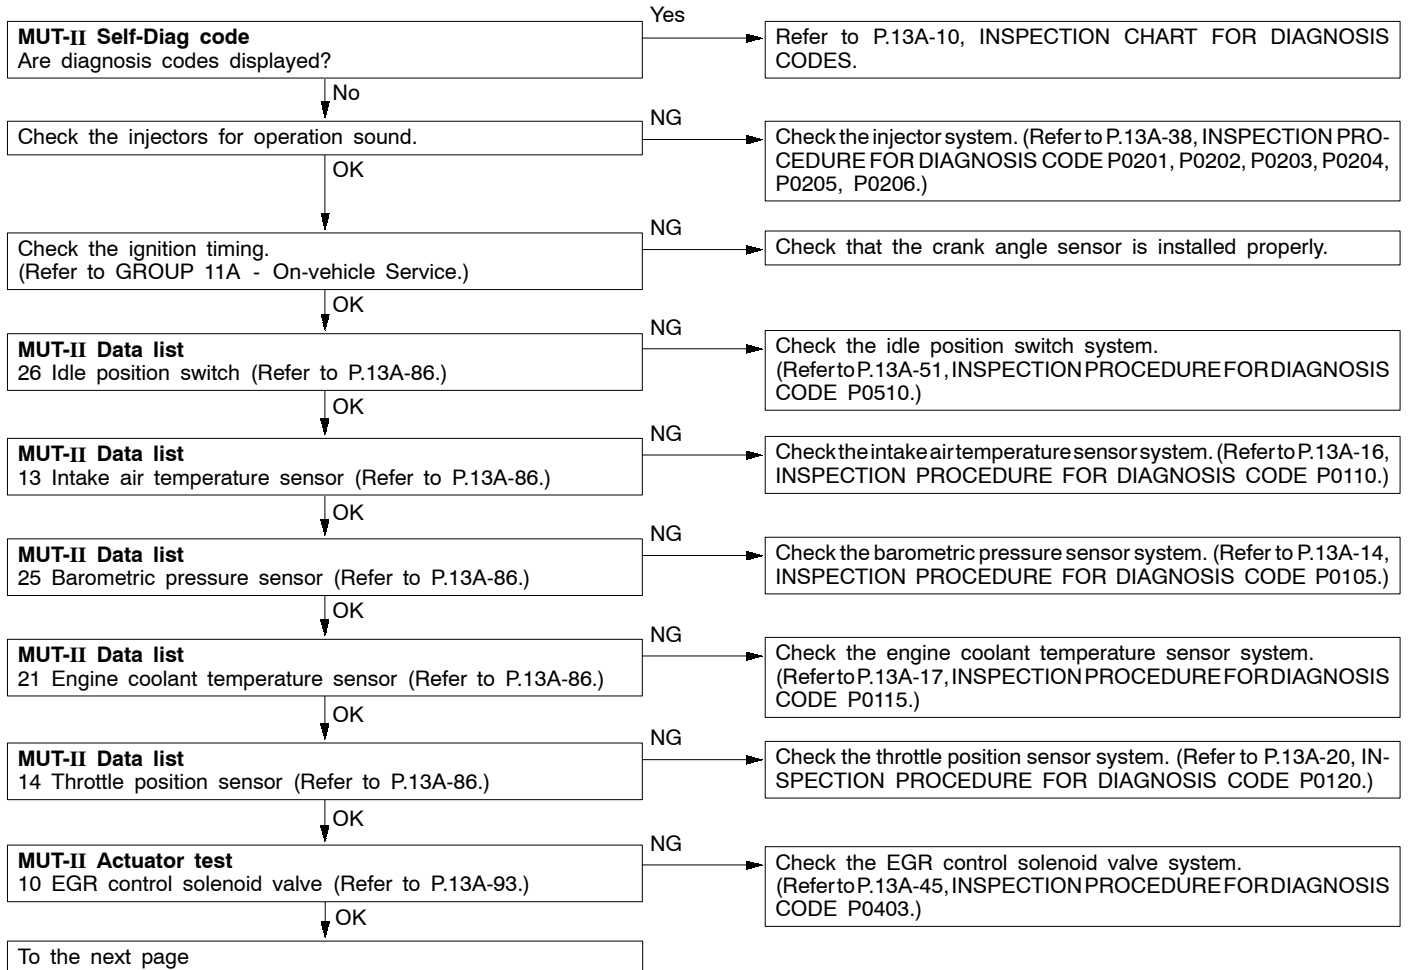 MUT-II Self-Diag code
Are diagnosis codes displayed?
Yes
Refer to P.13A-10, INSPECTION CHART FOR DIAGNOSIS
CODES.
No
Check the injectors for operation sound.
NG
Check the injector system. (Refer to P.13A-38, INSPECTION PRO-
CEDURE FOR DIAGNOSIS CODE P0201, P0202, P0203, P0204,
P0205, P0206.)
OK
Check the ignition timing.
(Refer to GROUP 11A - On-vehicle Service.)
NG
Check that the crank angle sensor is installed properly.
OK
MUT-II Data list
26 Idle position switch (Refer to P.13A-86.)
NG
Check the idle position switch system.
(Refer to P.13A-51, INSPECTION PROCEDURE FOR DIAGNOSIS
CODE P0510.)
OK
MUT-II Data list
13 Intake air temperature sensor (Refer to P.13A-86.)
NG
Check the intake air temperature sensor system. (Refer to P.13A-16,
INSPECTION PROCEDURE FOR DIAGNOSIS CODE P0110.)
OK
MUT-II Data list
25 Barometric pressure sensor (Refer to P.13A-86.)
NG
Check the barometric pressure sensor system. (Refer to P.13A-14,
INSPECTION PROCEDURE FOR DIAGNOSIS CODE P0105.)
OK
MUT-II Data list
21 Engine coolant temperature sensor (Refer to P.13A-86.)
NG
Check the engine coolant temperature sensor system.
(Refer to P.13A-17, INSPECTION PROCEDURE FOR DIAGNOSIS
CODE P0115.)
OK
MUT-II Data list
14 Throttle position sensor (Refer to P.13A-86.)
NG
Check the throttle position sensor system. (Refer to P.13A-20, IN-
SPECTION PROCEDURE FOR DIAGNOSIS CODE P0120.)
OK
MUT-II Actuator test
10 EGR control solenoid valve (Refer to P.13A-93.)
NG
Check the EGR control solenoid valve system.
(Refer to P.13A-45, INSPECTION PROCEDURE FOR DIAGNOSIS
CODE P0403.)
OK
To the next page